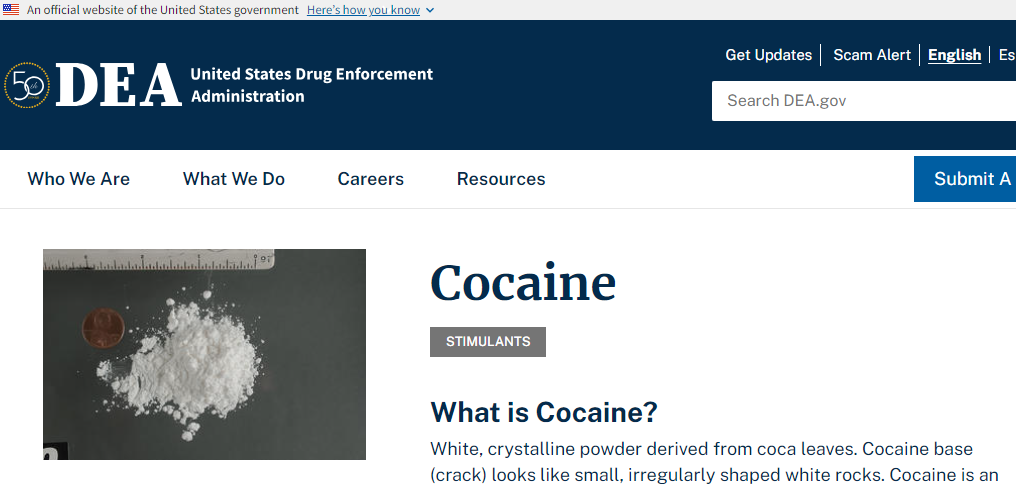 An official website of the United States government Here's how you know
Get Updates Scam Alert English Es
50th
DEA United States Drug Enforcement
Administration
Search DEA.gov
Who We Are What We Do Careers Resources Submit A
Cocaine
STIMULANTS
What is Cocaine?
White, crystalline powder derived from coca leaves. Cocaine base
(crack) looks like small, irregularly shaped white rocks. Cocaine is an